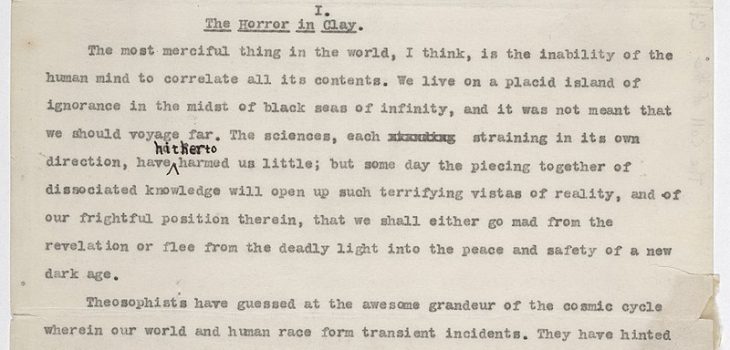 I.
The Horror in Clay.
The most merciful thing in the world, I think, is the inability of the
human mind to correlate all its contents. We live on a placid island of
ignorance in the midst of black seas of infinity, and it was not meant that
we should voyage far. The sciences, each straining in its own
hitherto
direction, have harmed us little; but some day the piecing together of
dissociated knowledge will open up such terrifying vistas of reality, and of
our frightful position therein, that we shall either go mad from the
revelation or flee from the deadly light into the peace and safety of a new
dark age.
Theosophists have guessed at the awesome grandeur of the cosmic cycle
wherein our world and human race form transient incidents. They have hinted